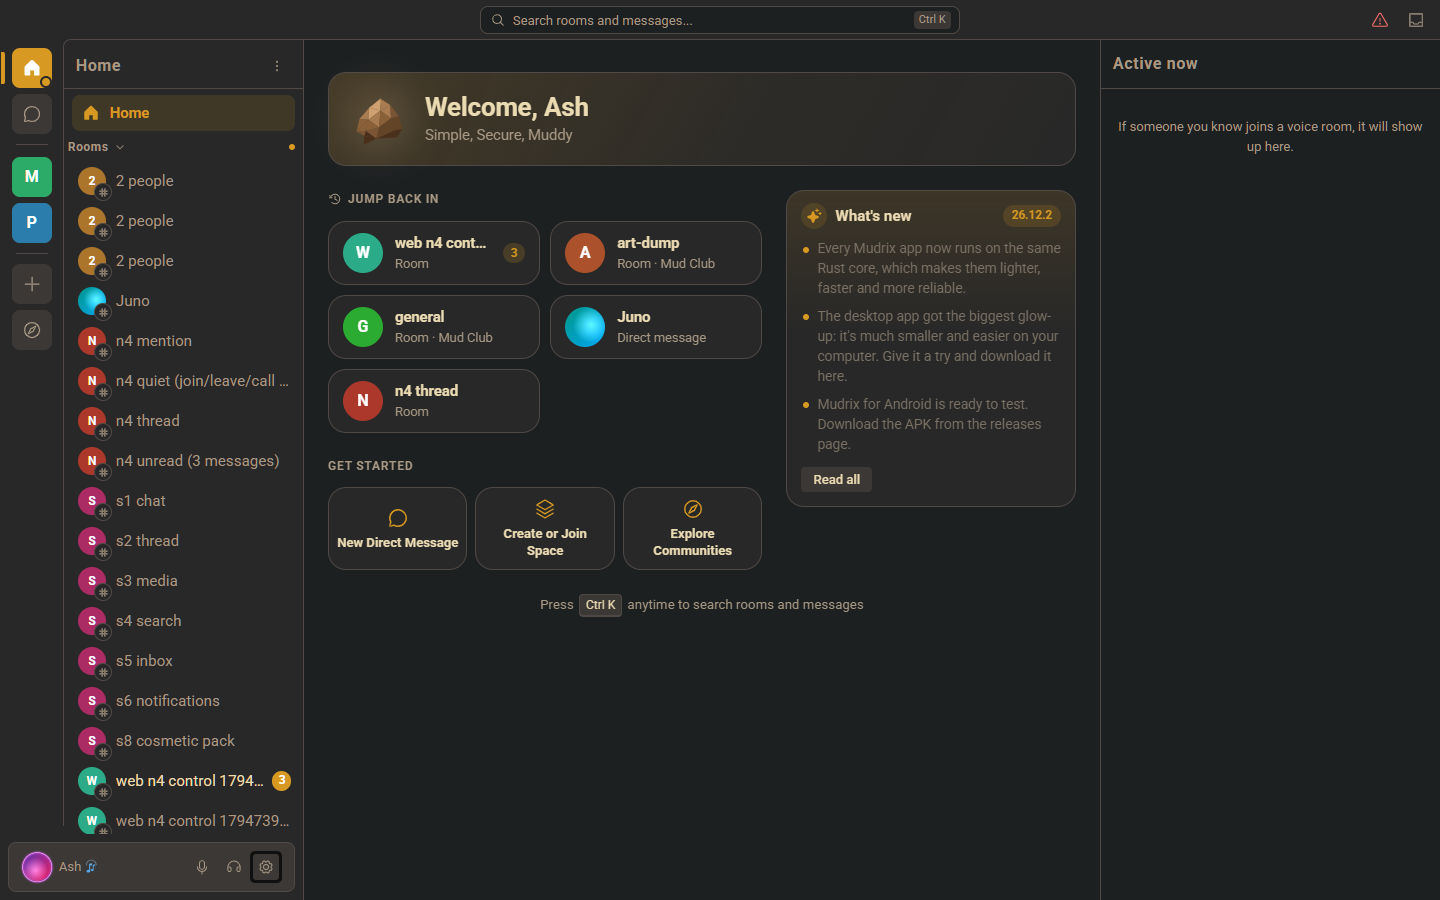 Search rooms and messages...
Ctrl K
Home
Home
Rooms
M
P
2
2 people
2
2 people
2
2 people
Juno
N
n4 mention
N
n4 quiet (join/leave/call ...
N
n4 thread
N
n4 unread (3 messages)
S
s1 chat
S
s2 thread
S
s3 media
S
s4 search
S
s5 inbox
S
s6 notifications
S
s8 cosmetic pack
W
web n4 control 1794...
3
W
web n4 control 1794739...
Ash
Welcome, Ash
Simple, Secure, Muddy
JUMP BACK IN
W
web n4 cont...
Room
3
A
art-dump
Room · Mud Club
G
general
Room · Mud Club
Juno
Direct message
N
n4 thread
Room
GET STARTED
New Direct Message
Create or Join
Space
Explore
Communities
Press Ctrl K anytime to search rooms and messages
What's new
26.12.2
Every Mudrix app now runs on the same
Rust core, which makes them lighter,
faster and more reliable.
The desktop app got the biggest glow-
up: it's much smaller and easier on your
computer. Give it a try and download it
here.
Mudrix for Android is ready to test.
Download the APK from the releases
page.
Read all
Active now
If someone you know joins a voice room, it will show
up here.